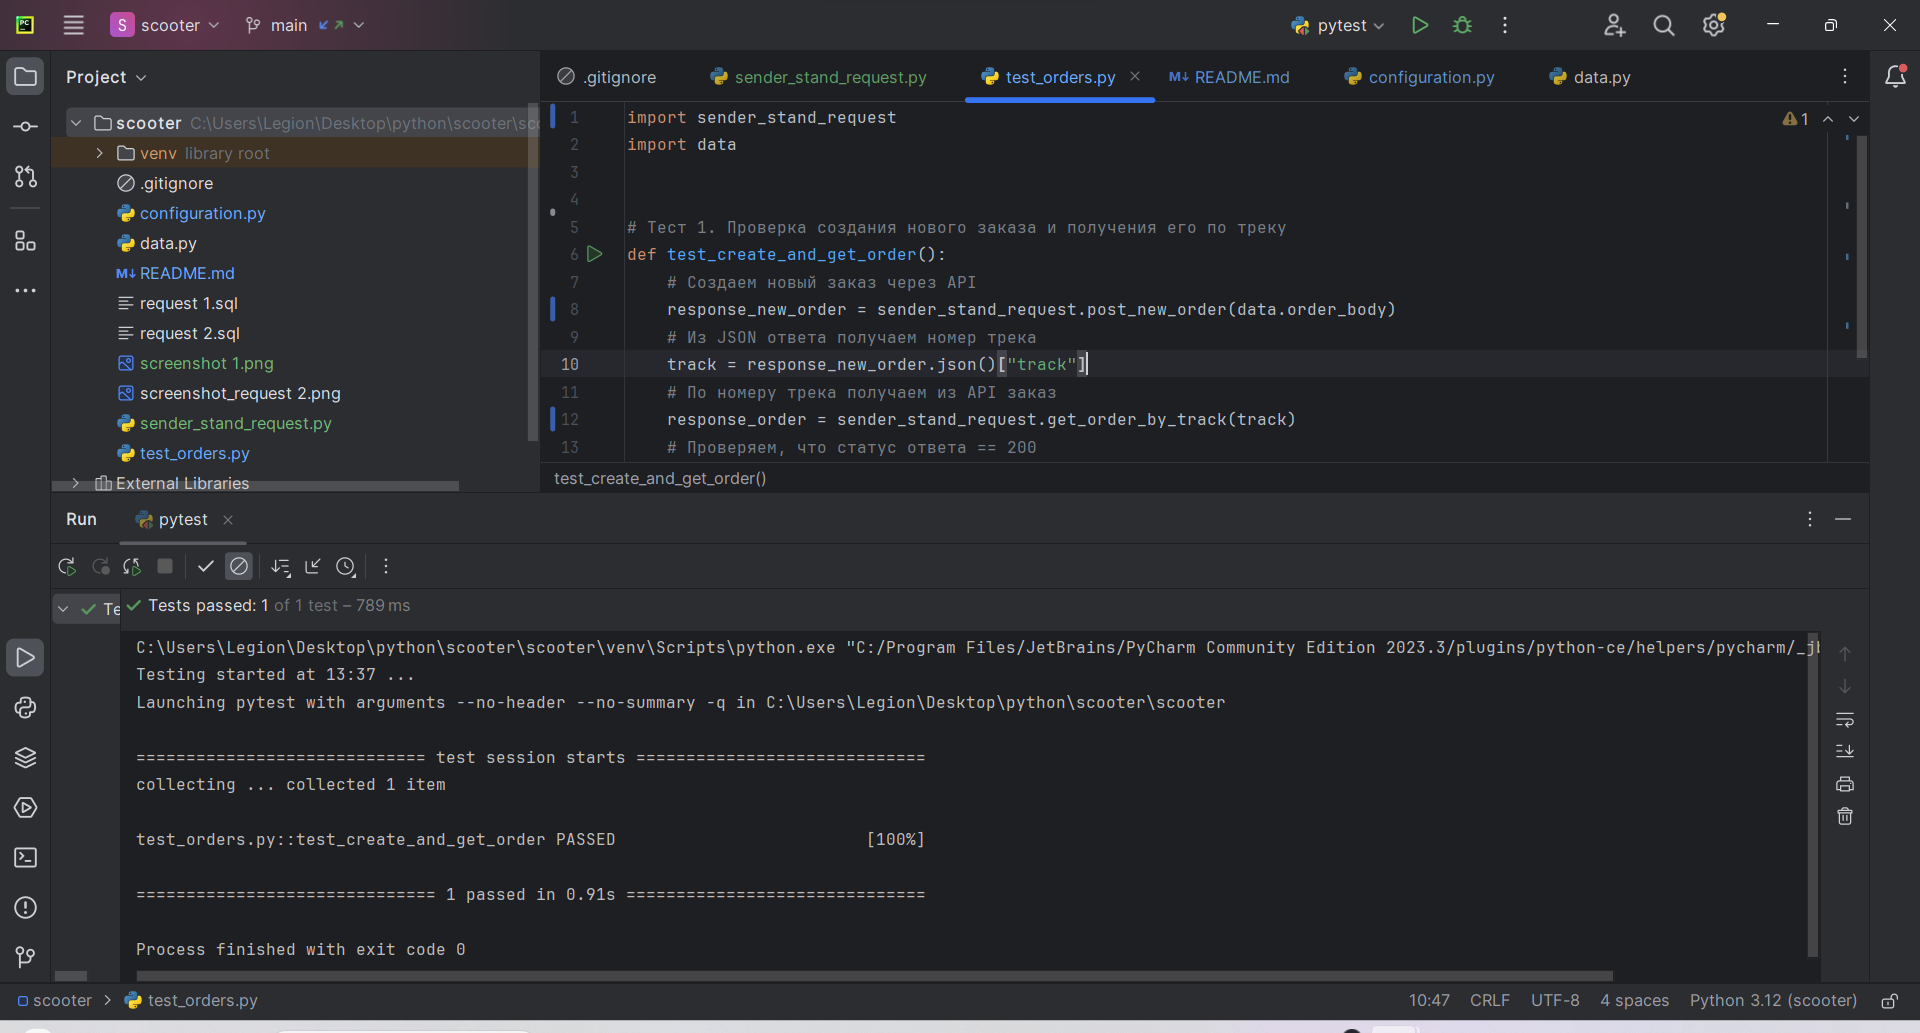 PC
S scooter
main
pytest
Project
.gitignore
sender_stand_request.py
test_orders.py
M↓ README.md
configuration.py
data.py
scooter C:\Users\Legion\Desktop\python\scooter\sc
venv library root
.gitignore
configuration.py
data.py
M↓ README.md
request 1.sql
request 2.sql
screenshot 1.png
screenshot_request 2.png
sender_stand_request.py
test_orders.py
External Libraries
1 import sender_stand_request
1
2 import data
3
4
5 # Тест 1. Проверка создания нового заказа и получения его по треку
6 def test_create_and_get_order():
7 # Создаем новый заказ через API
8 response_new_order = sender_stand_request.post_new_order(data.order_body)
9 # Из JSON ответа получаем номер трека
10 track = response_new_order.json()["track"]
11 # По номеру трека получаем из API заказ
12 response_order = sender_stand_request.get_order_by_track(track)
13 # Проверяем, что статус ответа == 200
test_create_and_get_order()
Run
pytest
Te
Tests passed: 1 of 1 test – 789 ms
C:\Users\Legion\Desktop\python\scooter\scooter\venv\Scripts\python.exe "C:/Program Files/JetBrains/PyCharm Community Edition 2023.3/plugins/python-ce/helpers/pycharm/_jb
Testing started at 13:37 ...
Launching pytest with arguments --no-header --no-summary -q in C:\Users\Legion\Desktop\python\scooter\scooter
============================= test session starts =============================
collecting ... collected 1 item
test_orders.py::test_create_and_get_order PASSED [100%]
============================== 1 passed in 0.91s ==============================
Process finished with exit code 0
scooter > test_orders.py
10:47 CRLF UTF-8 4 spaces Python 3.12 (scooter)